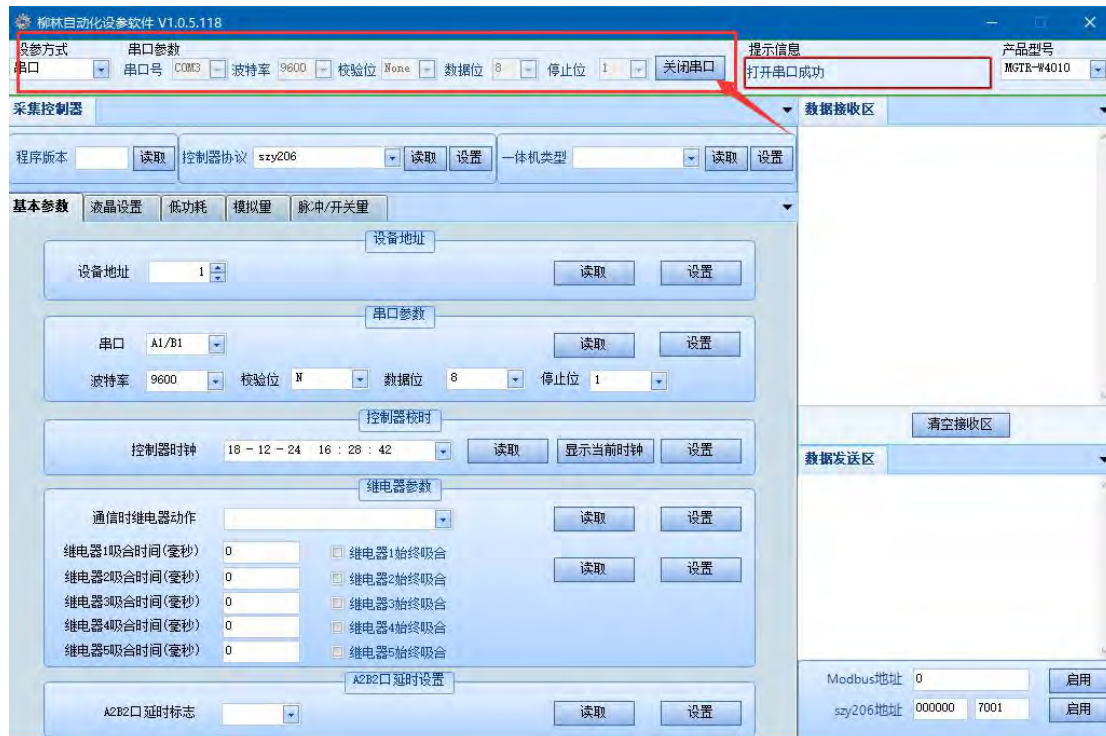 柳林自动化设参软件 V1.0.5.118
设参方式 串口参数 提示信息 产品型号
串口 串口号 COM3 波特率 9600 校验位 None 数据位 8 停止位 1 关闭串口 打开串口成功 MGTR-W4010
采集控制器 数据接收区
程序版本 读取 控制器协议 szy206 读取 设置 一体机类型 读取 设置
基本参数 液晶设置 低功耗 模拟量 脉冲/开关量
设备地址
设备地址 1 读取 设置
串口参数
串口 A1/B1 读取 设置
波特率 9600 校验位 N 数据位 8 停止位 1
控制器校时
清空接收区
控制器时钟 18-12-24 16:28:42 读取 显示当前时钟 设置
数据发送区
继电器参数
通信时继电器动作 读取 设置
继电器1吸合时间(毫秒) 0 继电器1始终吸合
读取 设置
继电器2吸合时间(毫秒) 0 继电器2始终吸合
继电器3吸合时间(毫秒) 0 继电器3始终吸合
继电器4吸合时间(毫秒) 0 继电器4始终吸合
继电器5吸合时间(毫秒) 0 继电器5始终吸合
A2B2口延时设置
Modbus地址 0 启用
A2B2口延时标志 读取 设置
szy206地址 000000 7001 启用